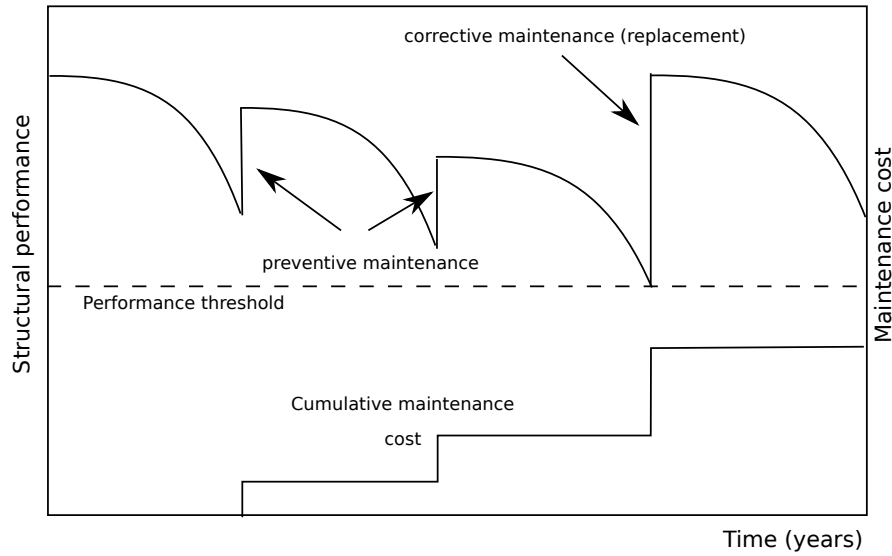 corrective maintenance (replacement)
Structural performance
Maintenance cost
preventive maintenance
Performance threshold
Cumulative maintenance
cost
Time (years)